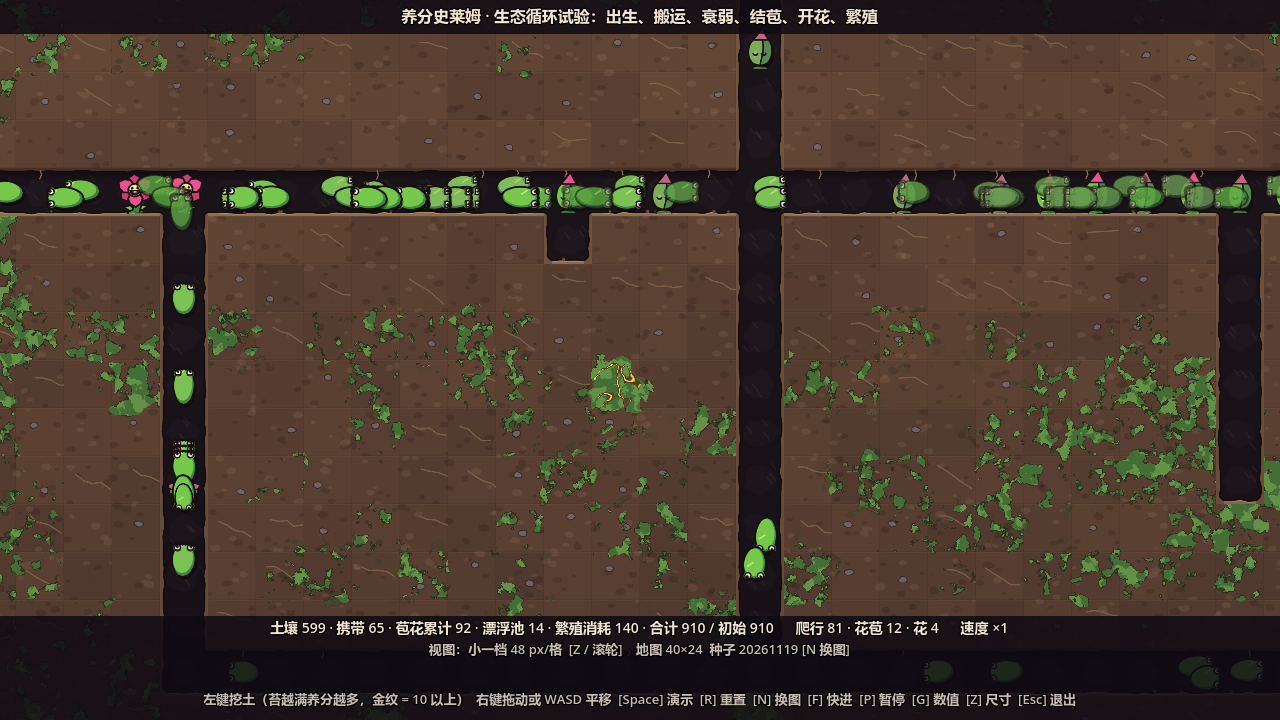 养分史莱姆 · 生态循环试验：出生、搬运、衰弱、结苞、开花、繁殖
土壤 599 · 携带 65 · 苞花累计 92 · 漂浮池 14 · 繁殖消耗 140 · 合计 910 / 初始 910 爬行 81 · 花苞 12 · 花 4 速度 ×1
视图：小一档 48 px/格 [Z / 滚轮] 地图 40×24 种子 20261119 [N 换图]
左键挖土（苔越满养分越多，金纹 = 10 以上） 右键拖动或 WASD 平移 [Space] 演示 [R] 重置 [N] 换图 [F] 快进 [P] 暂停 [G] 数值 [Z] 尺寸 [Esc] 退出